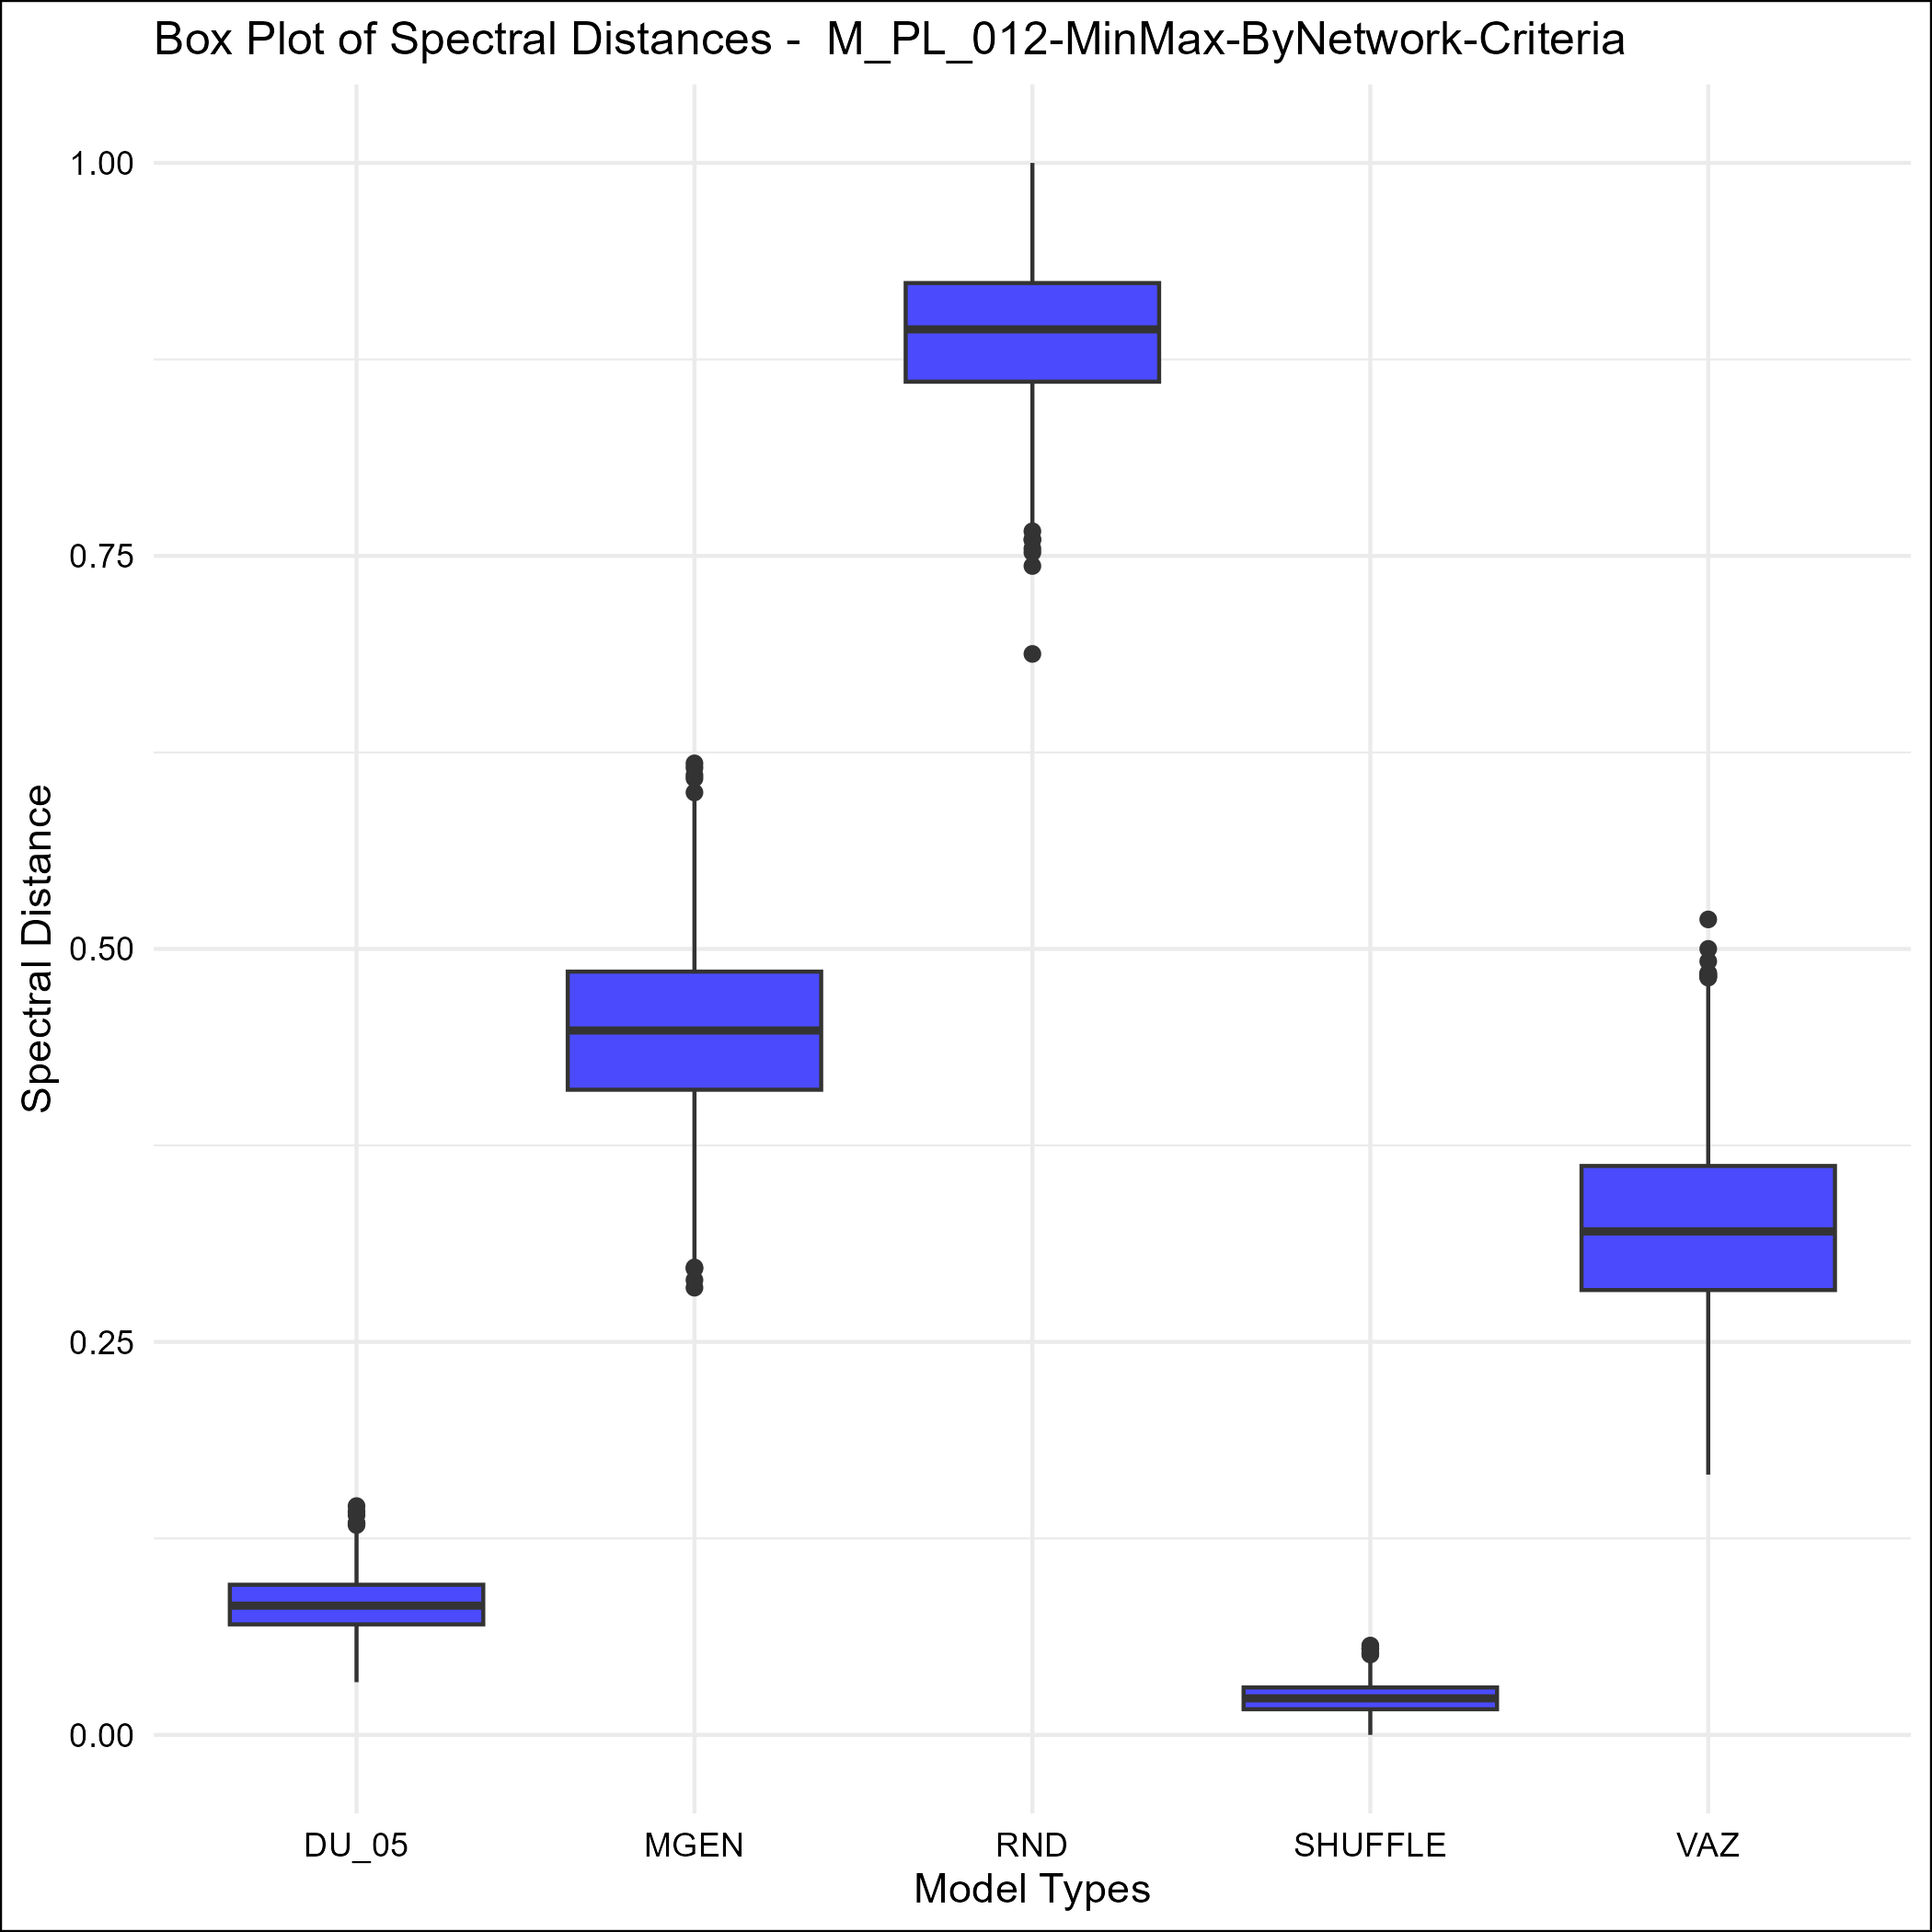 Box Plot of Spectral Distances -  M_PL_012-MinMax-ByNetwork-Criteria
Spectral Distance
1.00
0.75
0.50
0.25
0.00
DU_05 MGEN RND SHUFFLE VAZ
Model Types